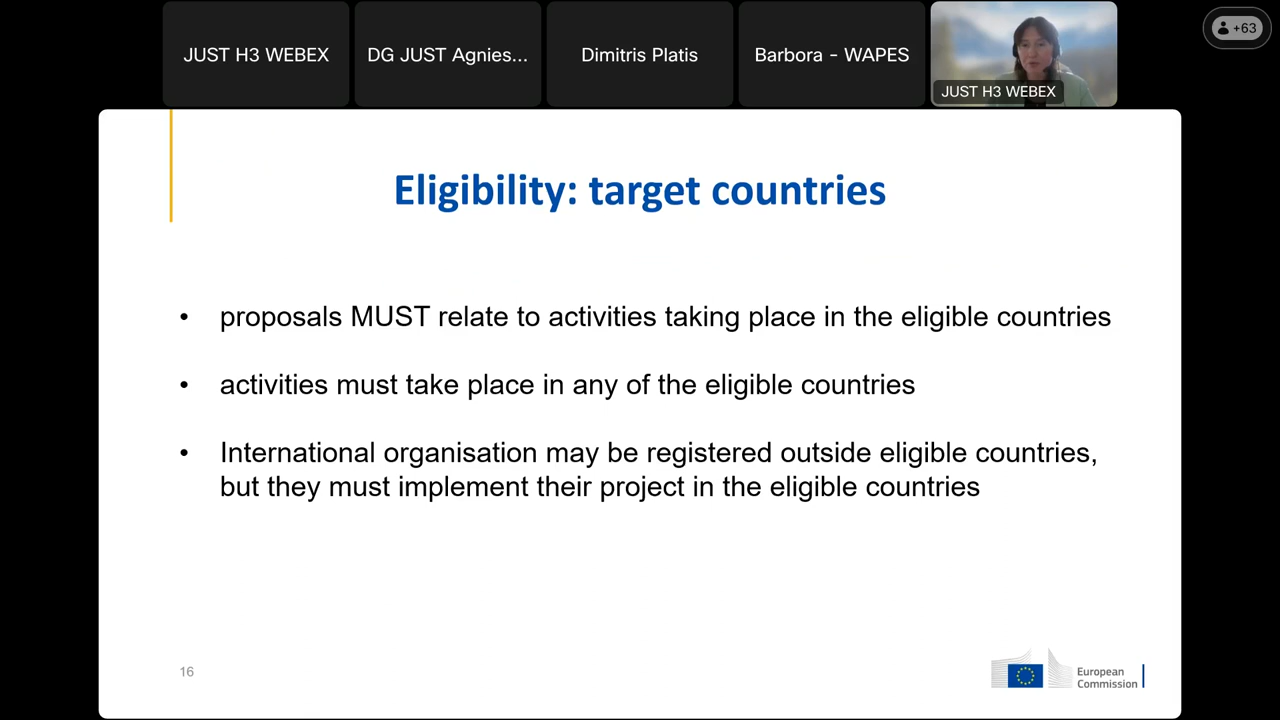 JUST H3 WEBEX
DG JUST Agnies...
Dimitris Platis
Barbora - WAPES
JUST H3 WEBEX
+63
Eligibility: target countries
• proposals MUST relate to activities taking place in the eligible countries
• activities must take place in any of the eligible countries
• International organisation may be registered outside eligible countries,
but they must implement their project in the eligible countries
16
European
Commission